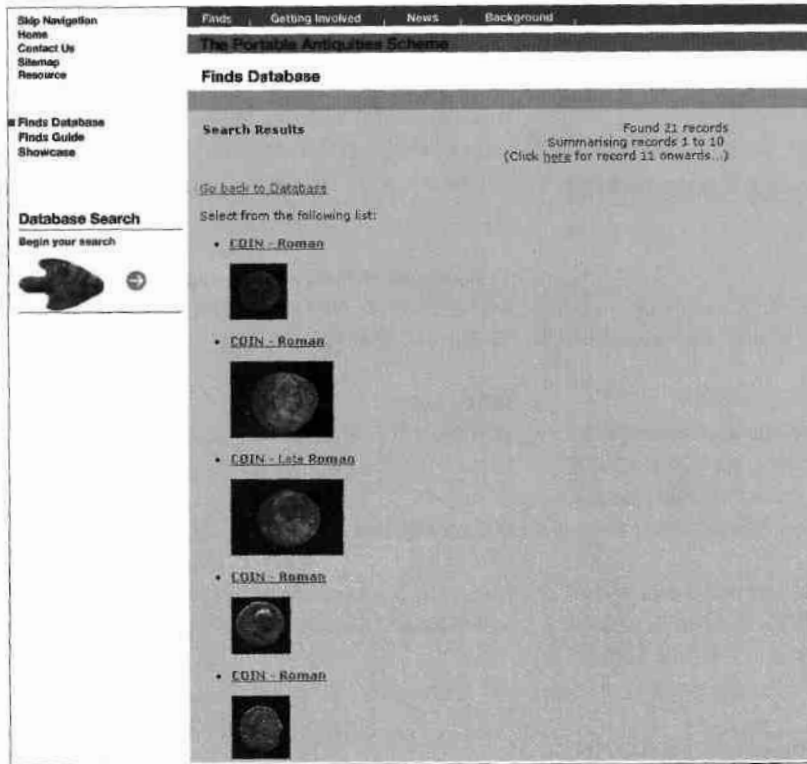 Skip Navigation
Home
Contact Us
Sitemap
Resource
Finds Database
Finds Guide
Showcase
Database Search
Begin your search
Finds Getting Involved News Background
The Portable Antiquities Scheme
Finds Database
Search Results
Found 21 records
Summarising records 1 to 10
(Click here for record 11 onwards...)
Go back to Database
Select from the following list:
COIN - Roman
COIN - Roman
COIN - Late Roman
COIN - Roman
COIN - Roman